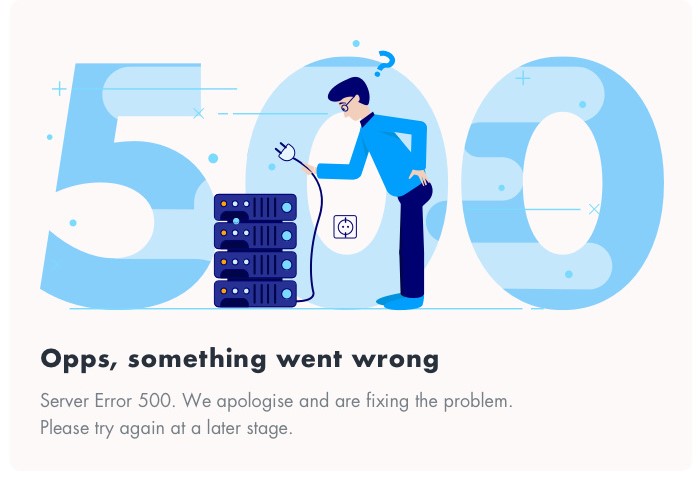 ?
500
Opps, something went wrong
Server Error 500. We apologise and are fixing the problem.
Please try again at a later stage.